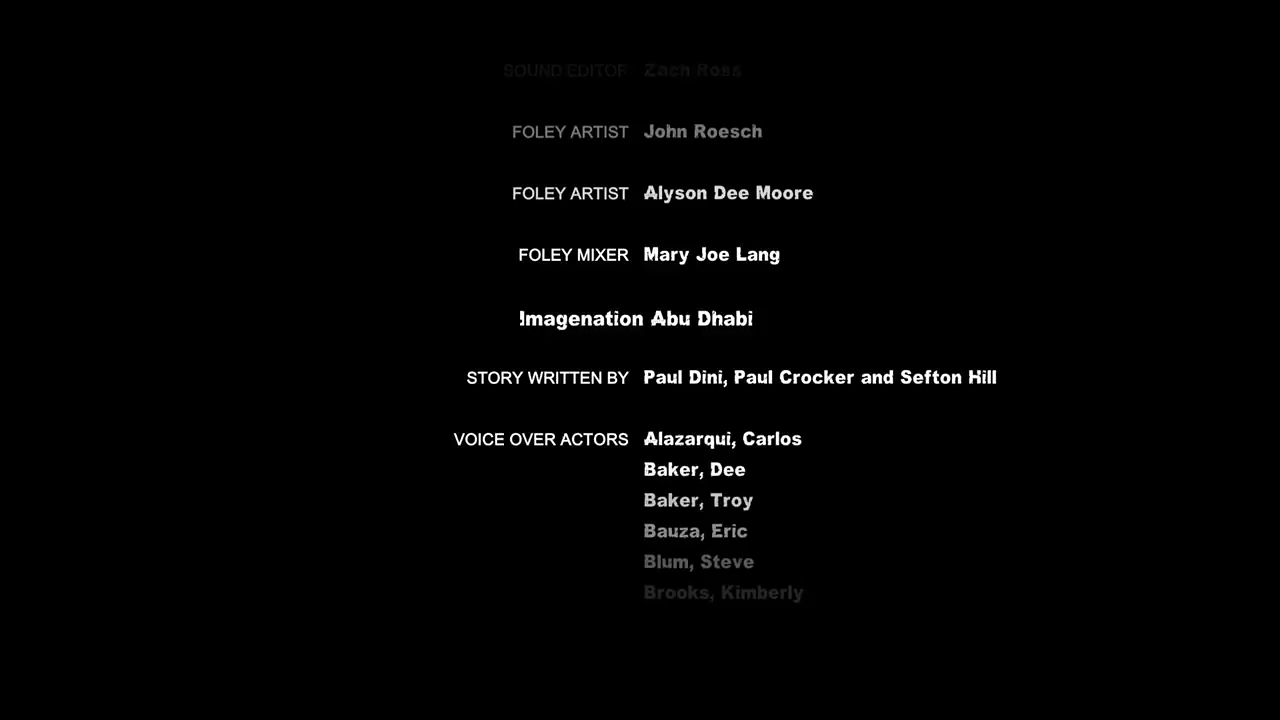 SOUND EDITOR Zach Ross
FOLEY ARTIST John Roesch
FOLEY ARTIST Alyson Dee Moore
FOLEY MIXER Mary Joe Lang
Imagenation Abu Dhabi
STORY WRITTEN BY Paul Dini, Paul Crocker and Sefton Hill
VOICE OVER ACTORS Alazarqui, Carlos
Baker, Dee
Baker, Troy
Bauza, Eric
Blum, Steve
Brooks, Kimberly